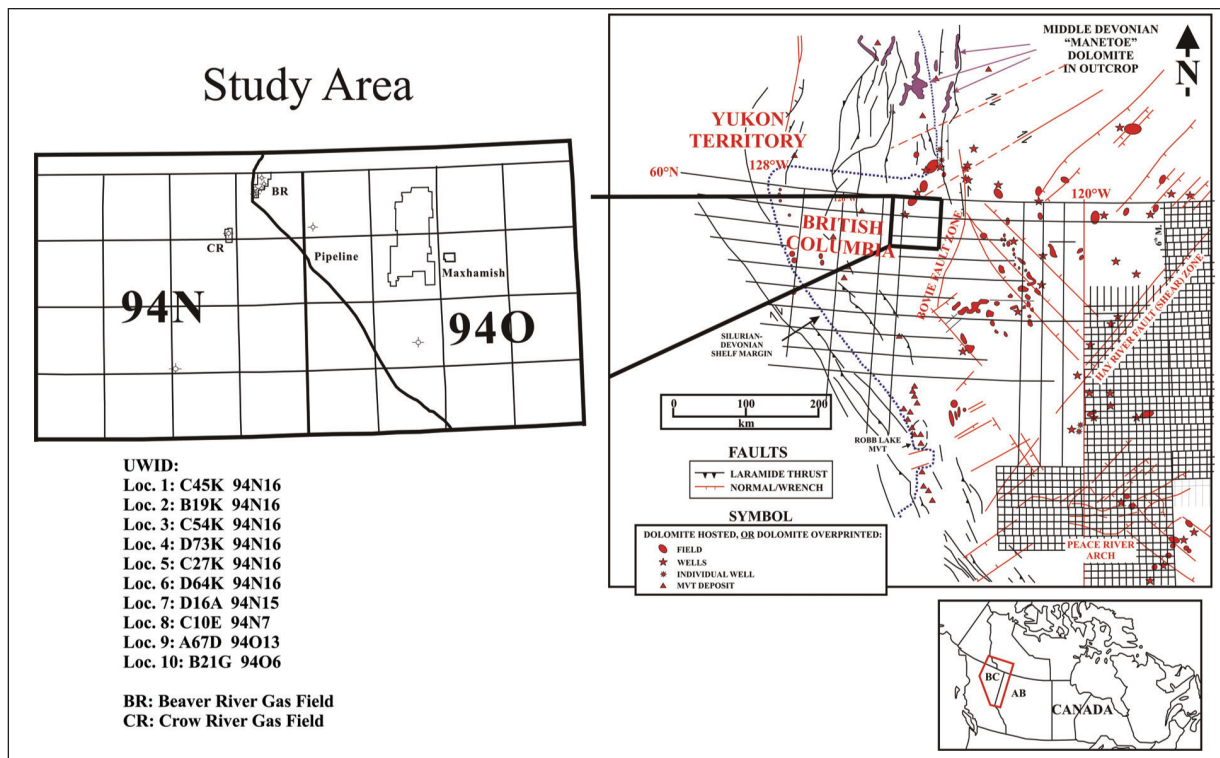 Study Area
BR
CR
Pipeline
Maxhamish
94N
94O
UWID:
Loc. 1: C45K 94N16
Loc. 2: B19K 94N16
Loc. 3: C54K 94N16
Loc. 4: D73K 94N16
Loc. 5: C27K 94N16
Loc. 6: D64K 94N16
Loc. 7: D16A 94N15
Loc. 8: C10E 94N7
Loc. 9: A67D 94O13
Loc. 10: B21G 94O6
BR: Beaver River Gas Field
CR: Crow River Gas Field
MIDDLE DEVONIAN
“MANETOE”
DOLOMITE
IN OUTCROP
N
YUKON
TERRITORY
128°W
60°N
120°W
BRITISH
COLUMBIA
BOVIE FAULT ZONE
6th M.
HAY RIVER FAULT (SHEAR) ZONE
SILURIAN-
DEVONIAN
SHELF MARGIN
0 100 200
km
ROBB LAKE
MVT
FAULTS
LARAMIDE THRUST
NORMAL/WRENCH
SYMBOL
DOLOMITE HOSTED, OR DOLOMITE OVERPRINTED:
FIELD
WELLS
INDIVIDUAL WELL
MVT DEPOSIT
PEACE RIVER
ARCH
BC
AB
CANADA